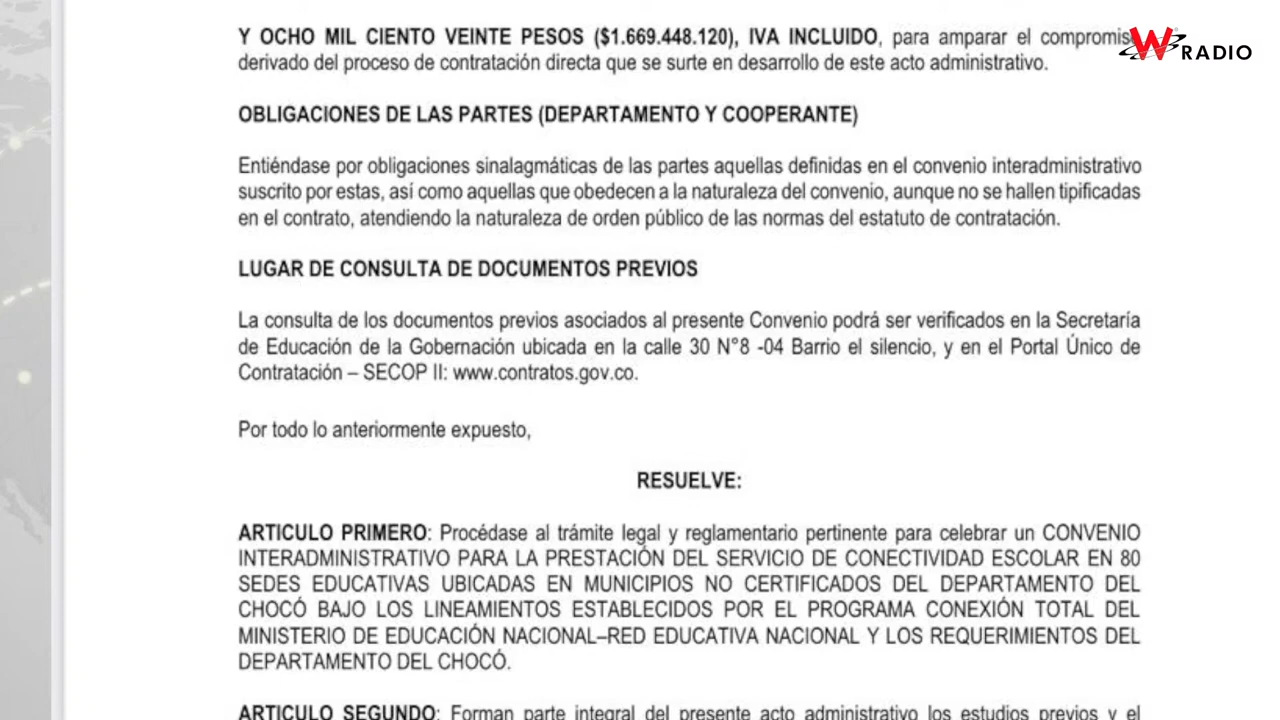 Y OCHO MIL CIENTO VEINTE PESOS ($1.669.448.120), IVA INCLUIDO, para amparar el compromiso
derivado del proceso de contratación directa que se surte en desarrollo de este acto administrativo.
W RADIO
OBLIGACIONES DE LAS PARTES (DEPARTAMENTO Y COOPERANTE)
Entiéndase por obligaciones sinalagmáticas de las partes aquellas definidas en el convenio interadministrativo
suscrito por estas, así como aquellas que obedecen a la naturaleza del convenio, aunque no se hallen tipificadas
en el contrato, atendiendo la naturaleza de orden público de las normas del estatuto de contratación.
LUGAR DE CONSULTA DE DOCUMENTOS PREVIOS
La consulta de los documentos previos asociados al presente Convenio podrá ser verificados en la Secretaría
de Educación de la Gobernación ubicada en la calle 30 N°8 -04 Barrio el silencio, y en el Portal Único de
Contratación – SECOP II: www.contratos.gov.co.
Por todo lo anteriormente expuesto,
RESUELVE:
ARTICULO PRIMERO: Procédase al trámite legal y reglamentario pertinente para celebrar un CONVENIO
INTERADMINISTRATIVO PARA LA PRESTACIÓN DEL SERVICIO DE CONECTIVIDAD ESCOLAR EN 80
SEDES EDUCATIVAS UBICADAS EN MUNICIPIOS NO CERTIFICADOS DEL DEPARTAMENTO DEL
CHOCÓ BAJO LOS LINEAMIENTOS ESTABLECIDOS POR EL PROGRAMA CONEXIÓN TOTAL DEL
MINISTERIO DE EDUCACIÓN NACIONAL–RED EDUCATIVA NACIONAL Y LOS REQUERIMIENTOS DEL
DEPARTAMENTO DEL CHOCÓ.
ARTICULO SEGUNDO: Forman parte integral del presente acto administrativo los estudios previos y el